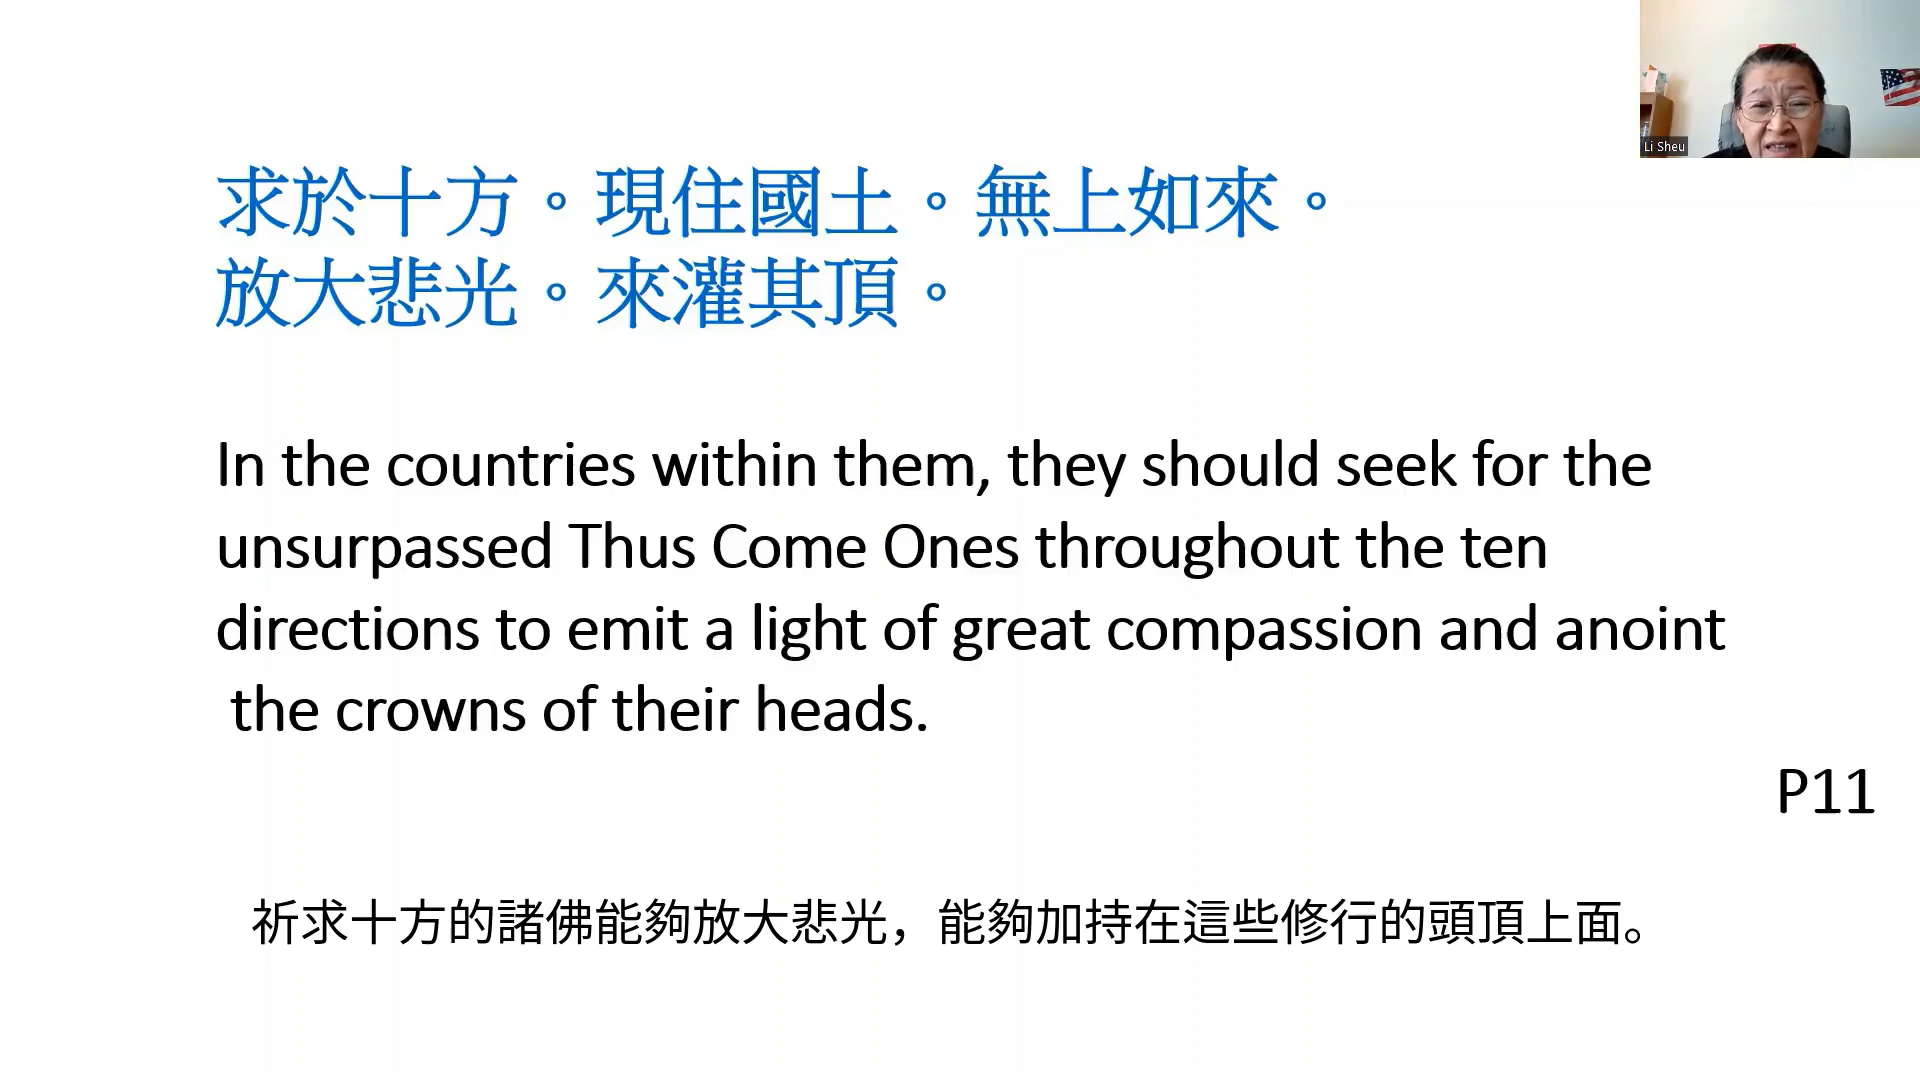 Li Sheu
求於十方。現住國土。無上如來。
放大悲光。來灌其頂。
In the countries within them, they should seek for the
unsurpassed Thus Come Ones throughout the ten
directions to emit a light of great compassion and anoint
the crowns of their heads.
P11
祈求十方的諸佛能夠放大悲光，能夠加持在這些修行的頭頂上面。